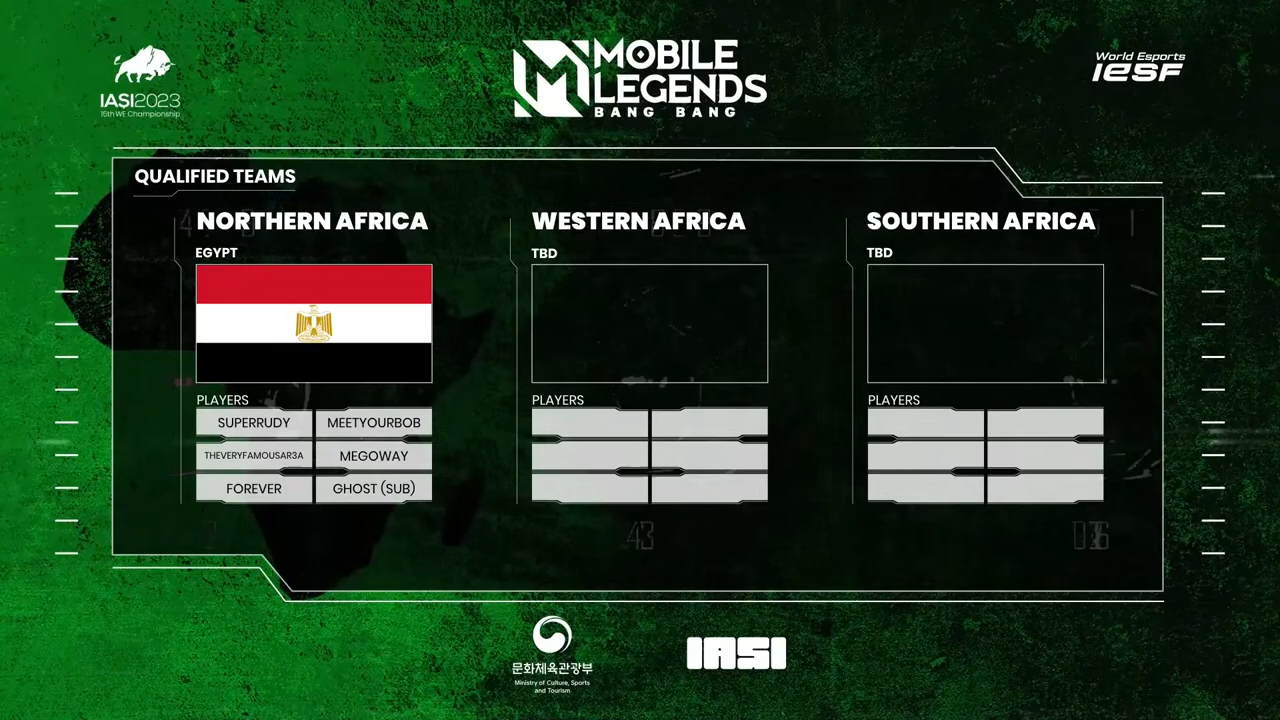 IAȘI2023
15th WE Championship
MOBILE
LEGENDS
BANG BANG
World Esports
IESF
QUALIFIED TEAMS
NORTHERN AFRICA
EGYPT
PLAYERS
SUPERRUDY
MEETYOURBOB
THEVERYFAMOUSAR3A
MEGOWAY
FOREVER
GHOST (SUB)
WESTERN AFRICA
TBD
PLAYERS
SOUTHERN AFRICA
TBD
PLAYERS
43
문화체육관광부
Ministry of Culture, Sports
and Tourism
IASI